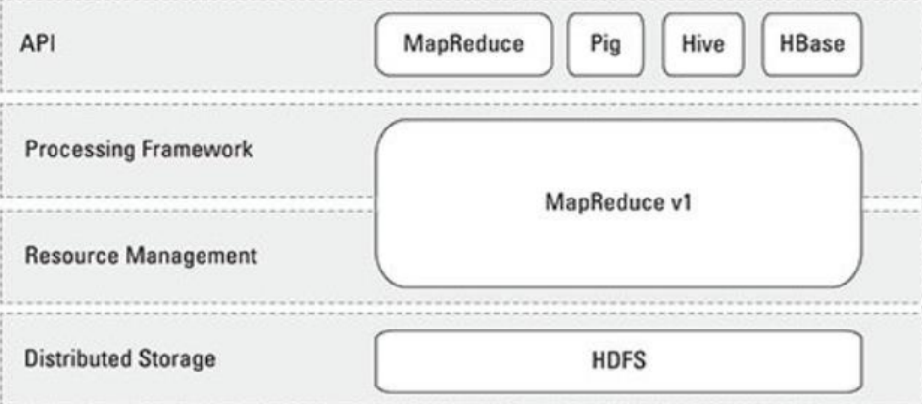 API
MapReduce
Pig
Hive
HBase
Processing Framework
MapReduce v1
Resource Management
Distributed Storage
HDFS